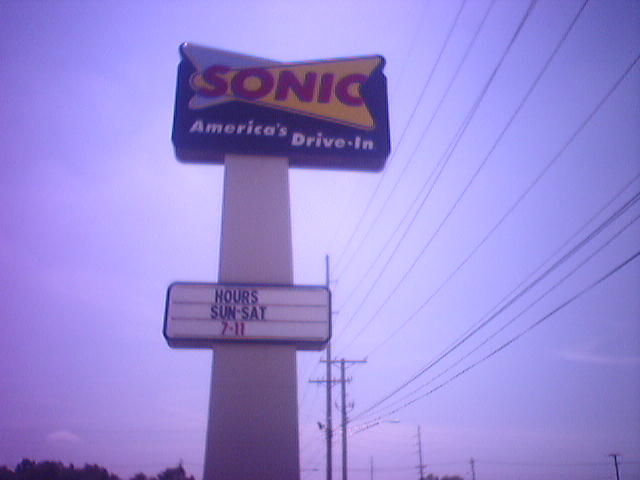 SONIC
America's Drive-In
HOURS
SUN-SAT
7-11